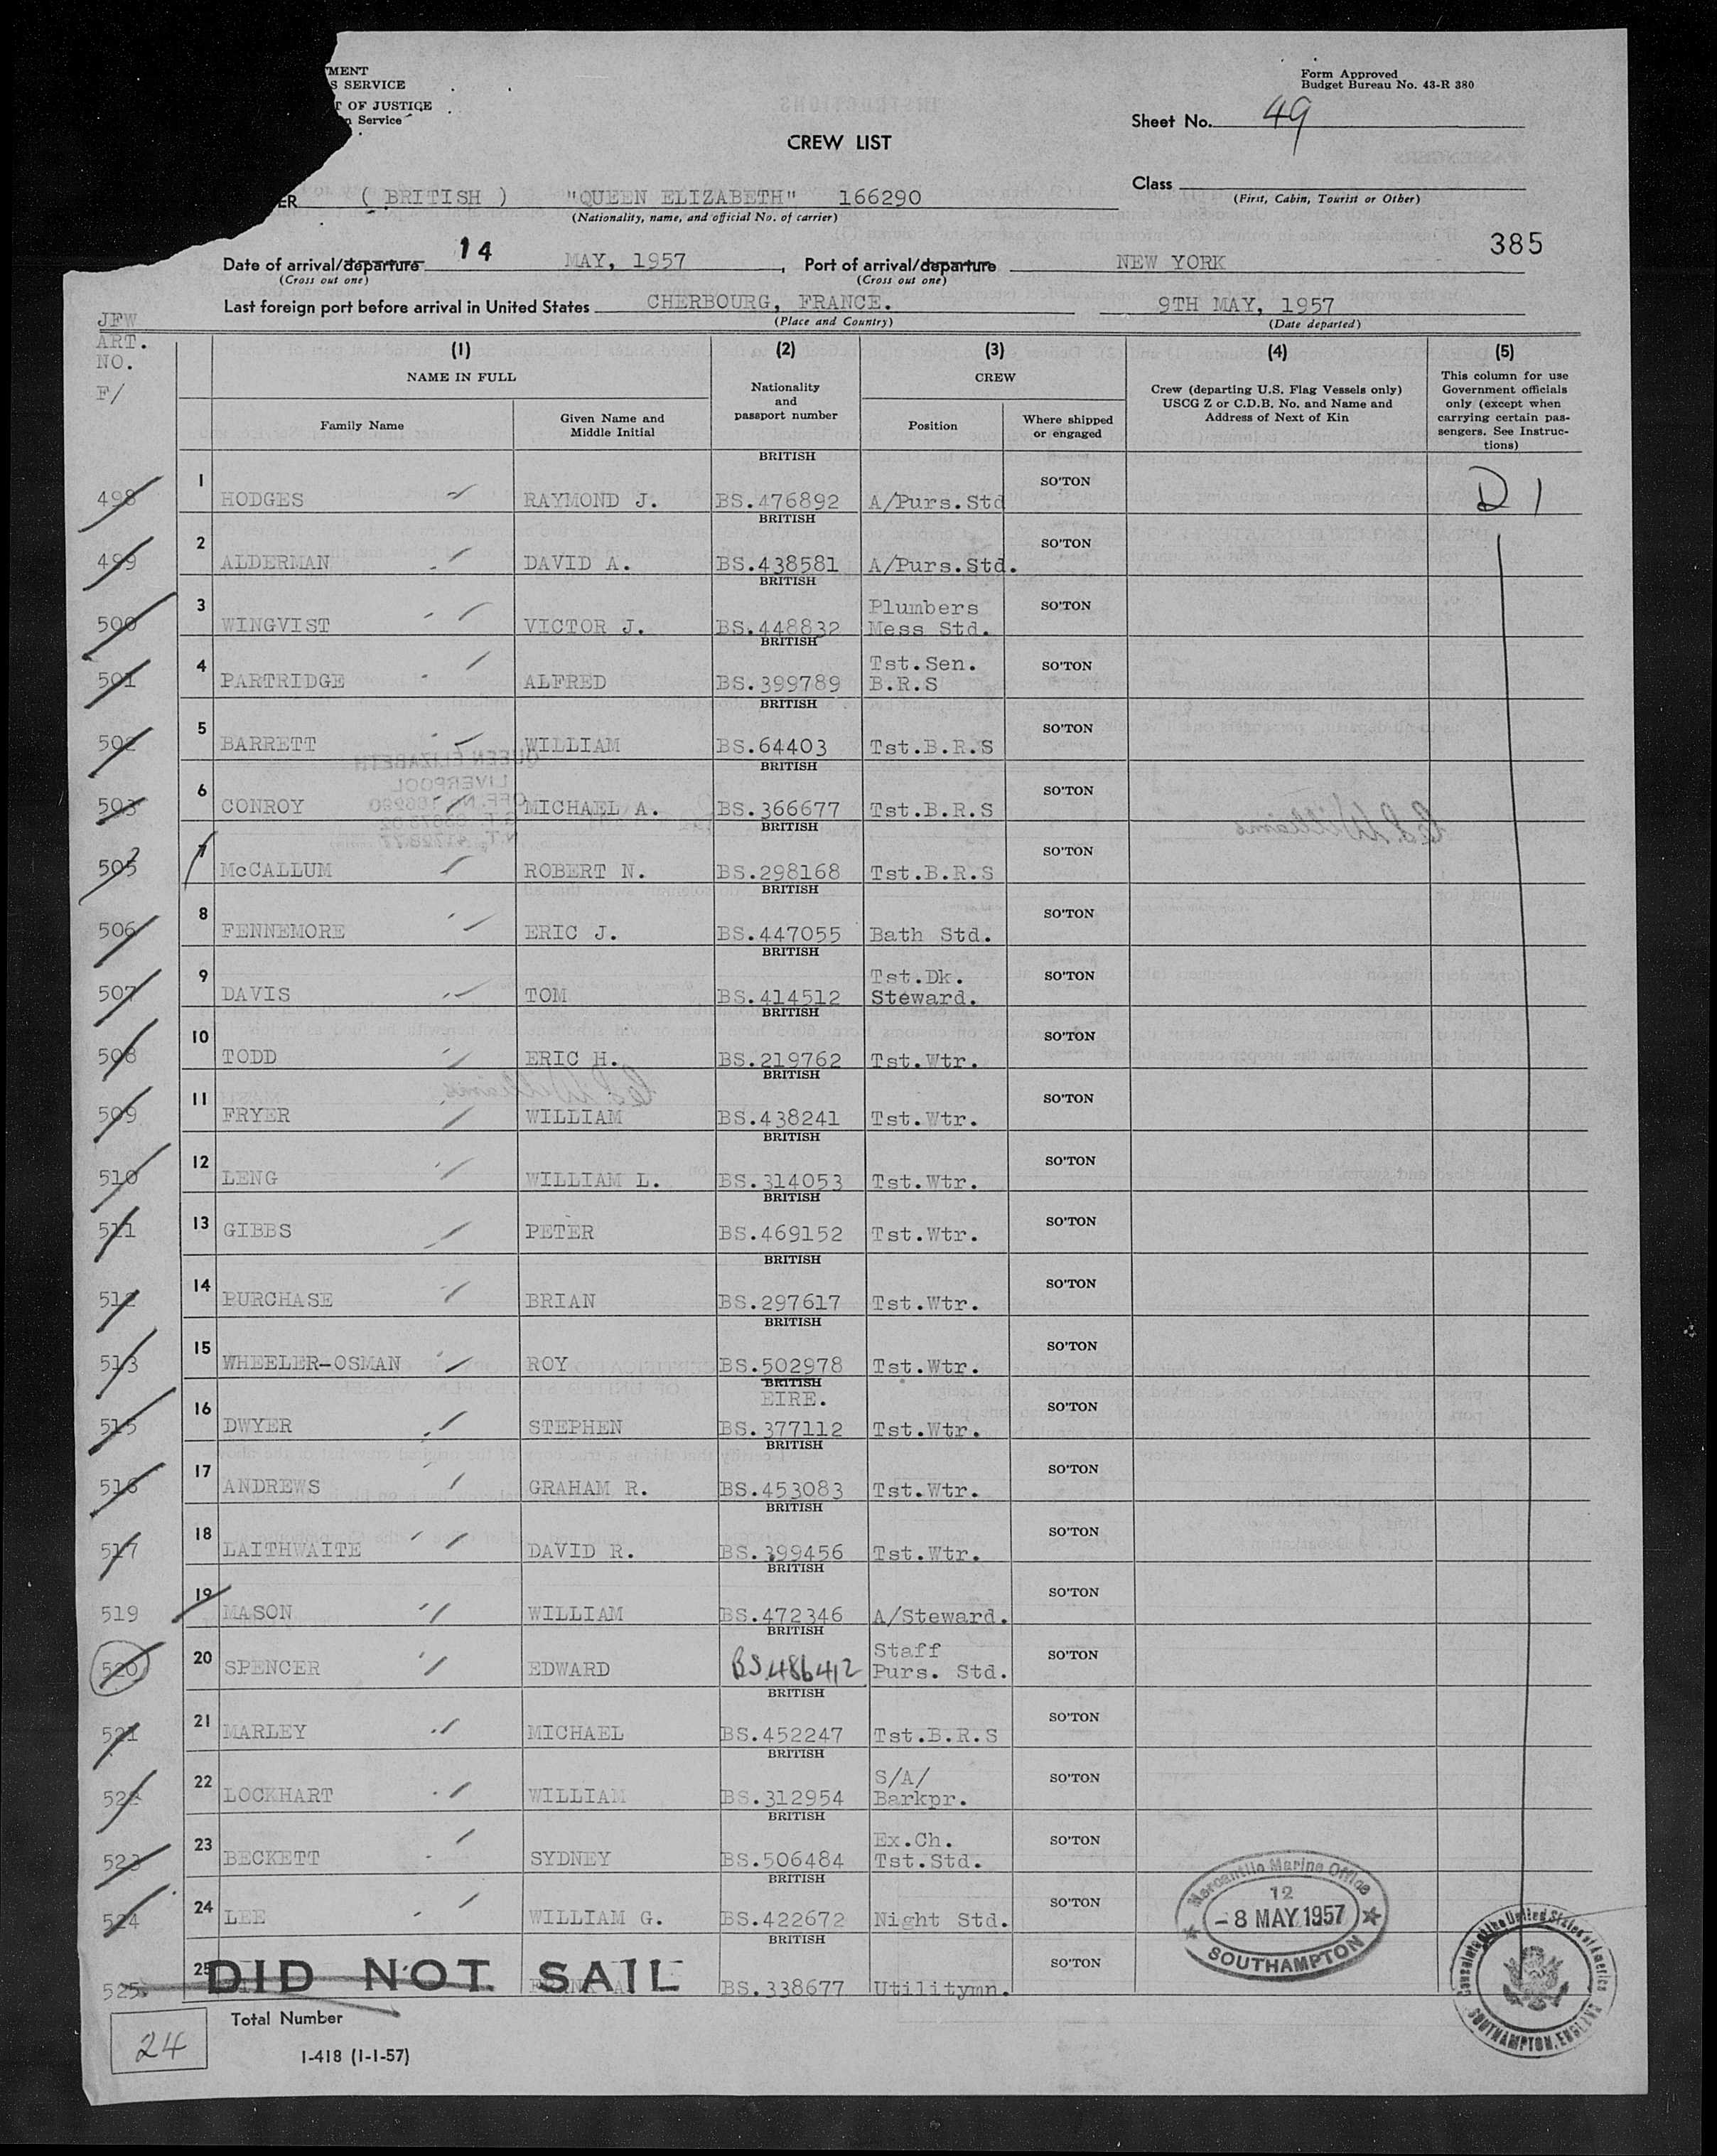 MENT
S SERVICE
T OF JUSTICE
n Service
Form Approved
Budget Bureau No. 43-R 380
Sheet No. 49
CREW LIST
Class
(First, Cabin, Tourist or Other)
ER ( BRITISH ) "QUEEN ELIZABETH" 166290
(Nationality, name, and official No. of carrier)
385
Date of arrival/departure 14 MAY, 1957 , Port of arrival/departure NEW YORK
(Cross out one) (Cross out one)
Last foreign port before arrival in United States CHERBOURG, FRANCE. 9TH MAY, 1957
(Place and Country) (Date departed)
JFW
ART.
NO.
F/
(1) (2) (3) (4) (5)
NAME IN FULL
Family Name
Given Name and Middle Initial
Nationality and passport number
CREW
Position
Where shipped or engaged
Crew (departing U.S. Flag Vessels only)
USCG Z or C.D.B. No. and Name and
Address of Next of Kin
This column for use
Government officials
only (except when
carrying certain pas-
sengers. See Instruc-
tions)
498 1 HODGES RAYMOND J. BRITISH BS.476892 A/Purs.Std SO'TON D 1
499 2 ALDERMAN DAVID A. BRITISH BS.438581 A/Purs.Std. SO'TON
500 3 WINGVIST VICTOR J. BRITISH BS.448832 Plumbers Mess Std. SO'TON
501 4 PARTRIDGE ALFRED BRITISH BS.399789 Tst.Sen. B.R.S SO'TON
502 5 BARRETT WILLIAM BRITISH BS.64403 Tst.B.R.S SO'TON
503 6 CONROY MICHAEL A. BRITISH BS.366677 Tst.B.R.S SO'TON
505 7 McCALLUM ROBERT N. BRITISH BS.298168 Tst.B.R.S SO'TON
506 8 FENNEMORE ERIC J. BRITISH BS.447055 Bath Std. SO'TON
507 9 DAVIS TOM BRITISH BS.414512 Tst.Dk. Steward. SO'TON
508 10 TODD ERIC H. BRITISH BS.219762 Tst.Wtr. SO'TON
509 11 FRYER WILLIAM BRITISH BS.438241 Tst.Wtr. SO'TON
510 12 LENG WILLIAM L. BRITISH BS.314053 Tst.Wtr. SO'TON
511 13 GIBBS PETER BRITISH BS.469152 Tst.Wtr. SO'TON
512 14 PURCHASE BRIAN BRITISH BS.297617 Tst.Wtr. SO'TON
513 15 WHEELER-OSMAN ROY BRITISH BS.502978 Tst.Wtr. SO'TON
515 16 DWYER STEPHEN BRITISH EIRE. BS.377112 Tst.Wtr. SO'TON
516 17 ANDREWS GRAHAM R. BRITISH BS.453083 Tst.Wtr. SO'TON
517 18 LAITHWAITE DAVID R. BRITISH BS.399456 Tst.Wtr. SO'TON
519 19 MASON WILLIAM BRITISH BS.472346 A/Steward. SO'TON
520 20 SPENCER EDWARD BRITISH BS.486412 Staff Purs. Std. SO'TON
521 21 MARLEY MICHAEL BRITISH BS.452247 Tst.B.R.S SO'TON
522 22 LOCKHART WILLIAM BRITISH BS.312954 S/A/ Barkpr. SO'TON
523 23 BECKETT SYDNEY BRITISH BS.506484 Ex.Ch. Tst.Std. SO'TON
524 24 LEE WILLIAM G. BRITISH BS.422672 Night Std. SO'TON
525 25 DID NOT SAIL BRITISH BS.338677 Utilitymn. SO'TON
Mercantile Marine Office
12
- 8 MAY 1957
SOUTHAMPTON
Consulate of the United States of America
SOUTHAMPTON, ENGLAND
24
Total Number
I-418 (1-1-57)